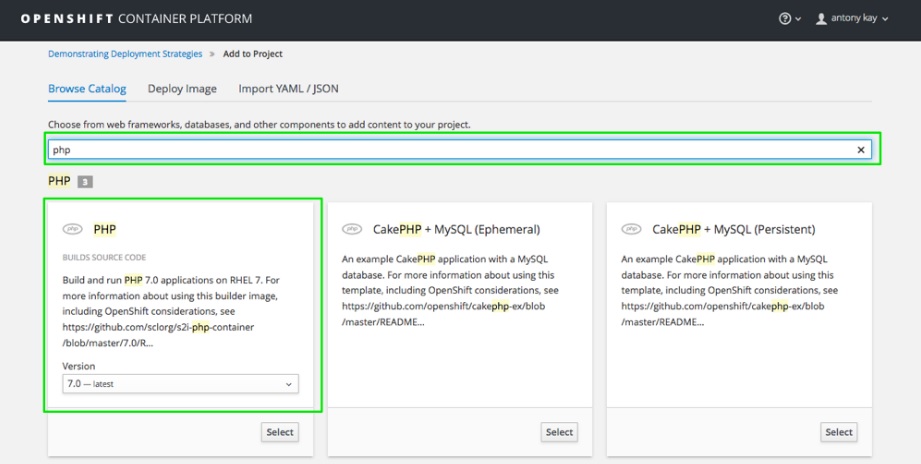 OPENSHIFT CONTAINER PLATFORM
antony kay
Demonstrating Deployment Strategies » Add to Project
Browse Catalog Deploy Image Import YAML / JSON
Choose from web frameworks, databases, and other components to add content to your project.
php
PHP 3
php PHP
BUILDS SOURCE CODE
Build and run PHP 7.0 applications on RHEL 7. For
more information about using this builder image,
including OpenShift considerations, see
https://github.com/sclorg/s2i-php-container
/blob/master/7.0/R...
Version
7.0 — latest
Select
php CakePHP + MySQL (Ephemeral)
An example CakePHP application with a MySQL
database. For more information about using this
template, including OpenShift considerations, see
https://github.com/openshift/cakephp-ex/blob
/master/README...
Select
php CakePHP + MySQL (Persistent)
An example CakePHP application with a MySQL
database. For more information about using this
template, including OpenShift considerations, see
https://github.com/openshift/cakephp-ex/blob
/master/README...
Select